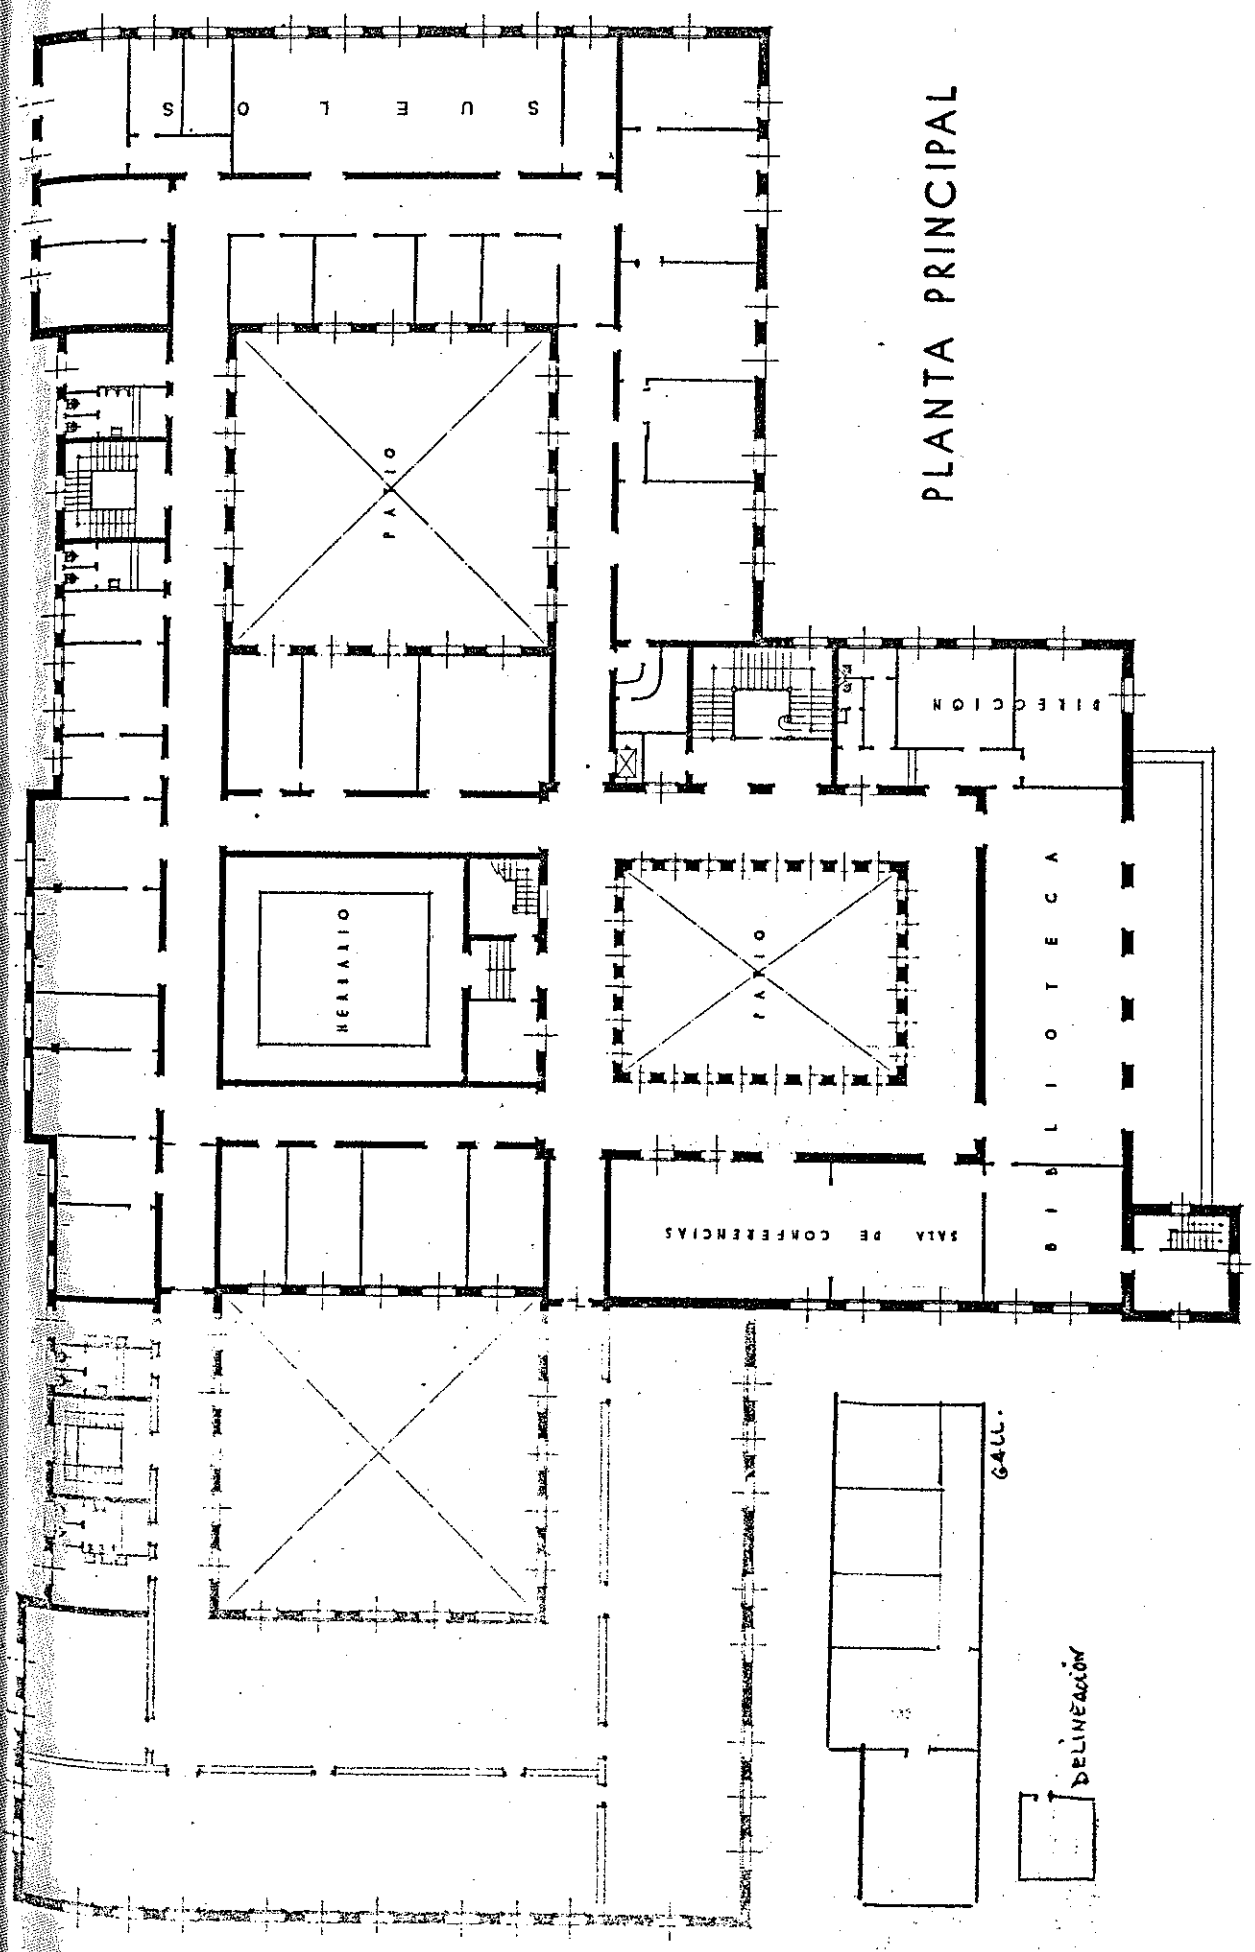 PLANTA PRINCIPAL
SUELOS
PATIO
DIRECCION
HERBARIO
PATIO
BIBLIOTECA
SALA DE CONFERENCIAS
GALL.
DELINEACIÓN